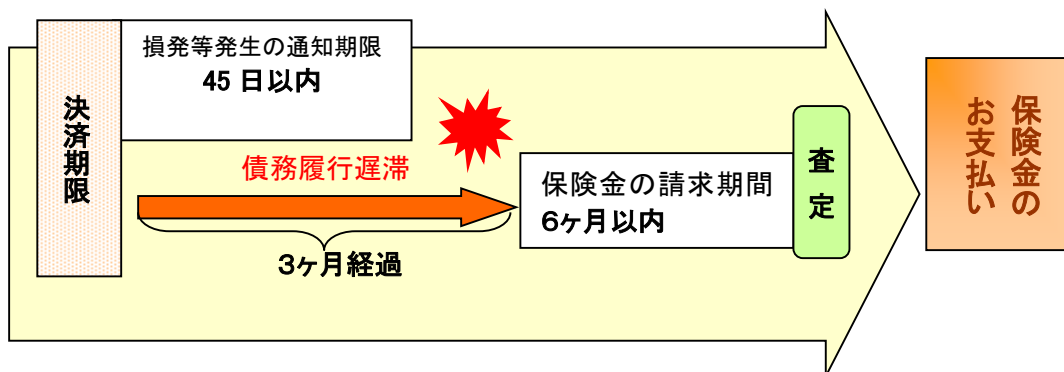 決済期限
損発等発生の通知期限
45 日以内
債務履行遅滞
3ヶ月経過
保険金の請求期間
6ヶ月以内
査定
保険金の
お支払い